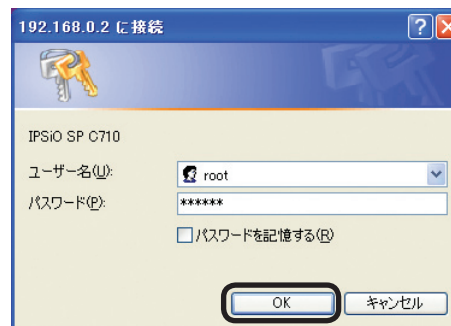 192.168.0.2 に接続
IPSiO SP C710
ユーザー名(U):
root
パスワード(P):
******
パスワードを記憶する(R)
OK
キャンセル